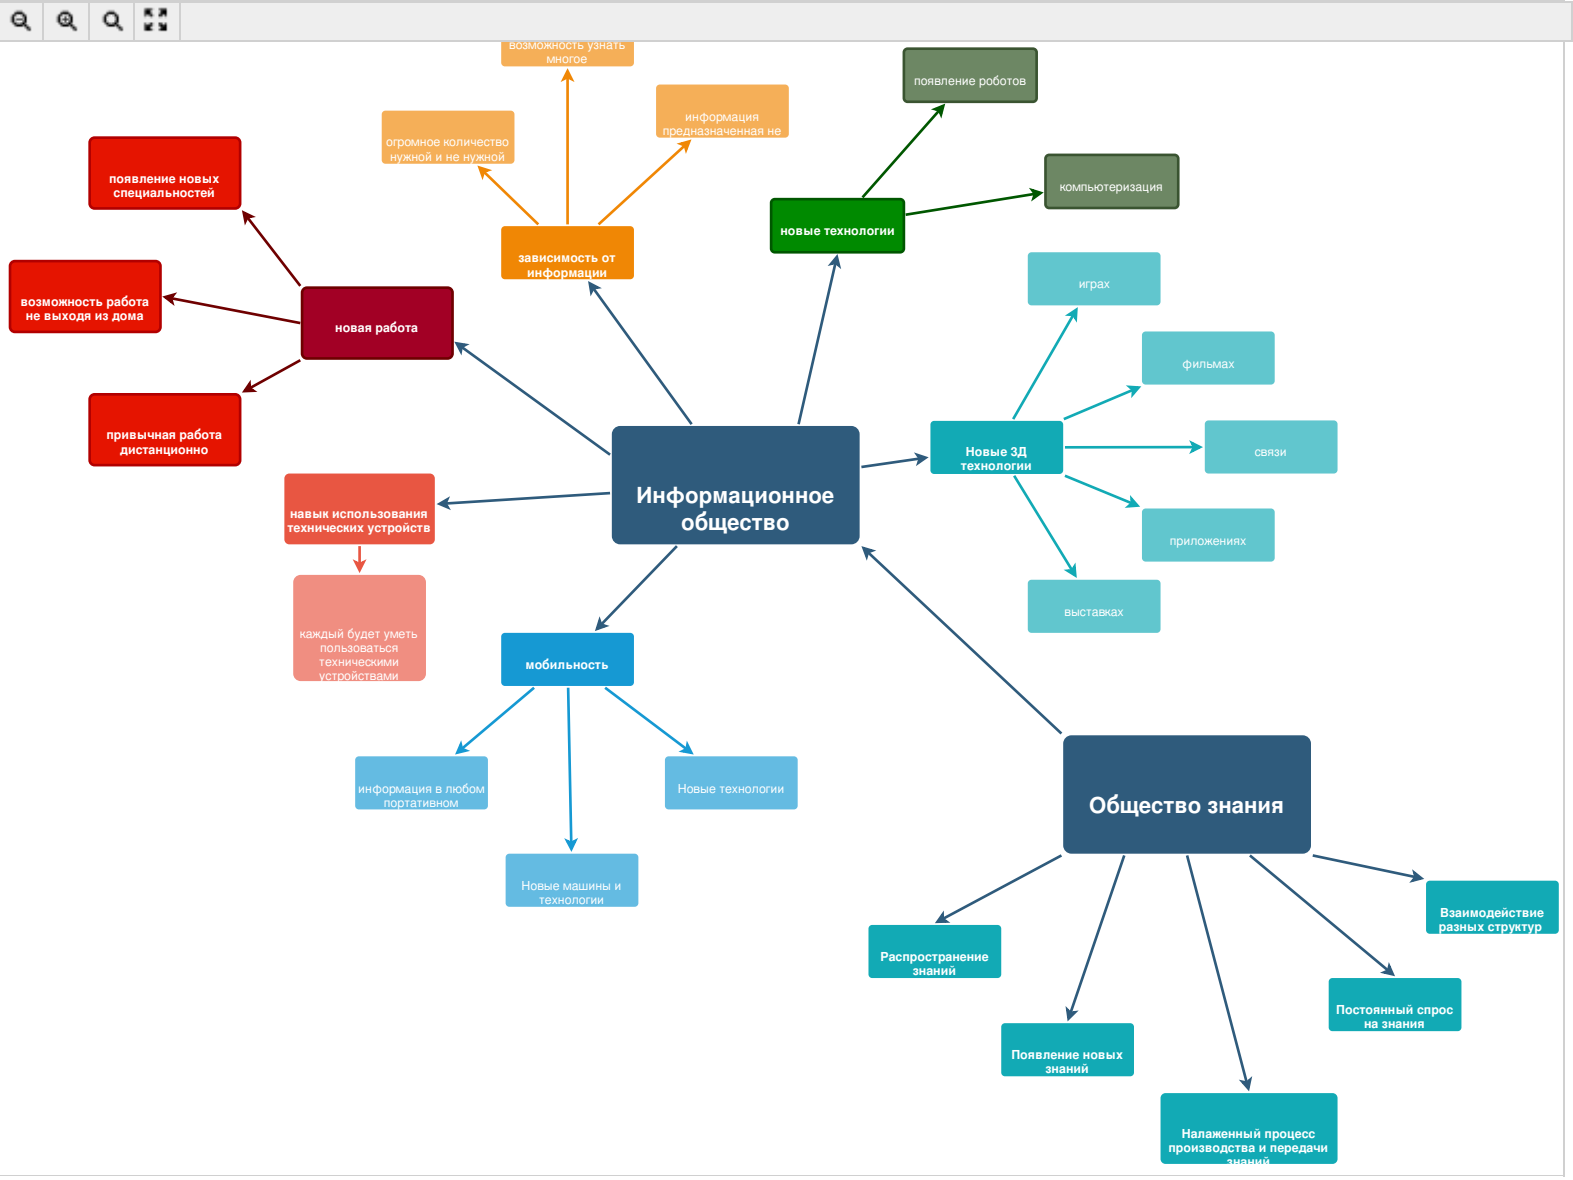 возможность узнать
многое
появление роботов
информация
предназначенная не
огромное количество
нужной и не нужной
появление новых
специальностей
компьютеризация
новые технологии
зависимость от
информации
играх
возможность работа
не выходя из дома
новая работа
фильмах
привычная работа
дистанционно
Новые 3Д
технологии
связи
Информационное
общество
навык использования
технических устройств
приложениях
выставках
каждый будет уметь
пользоваться
техническими
устройствами
мобильность
информация в любом
портативном
Новые технологии
Общество знания
Новые машины и
технологии
Взаимодействие
разных структур
Распространение
знаний
Постоянный спрос
на знания
Появление новых
знаний
Налаженный процесс
производства и передачи
знаний